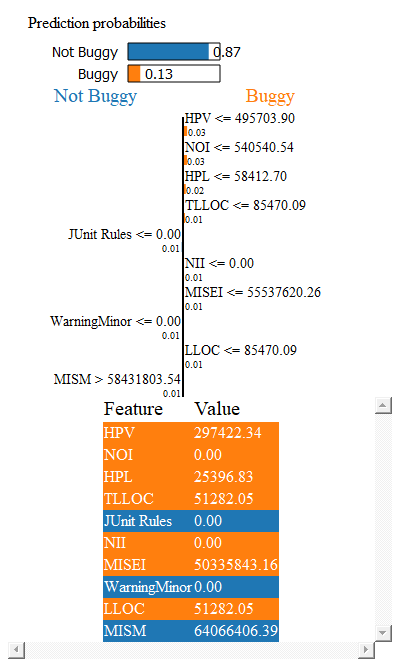 Prediction probabilities
Not Buggy 0.87
Buggy 0.13
Not Buggy Buggy
HPV <= 495703.90
0.03
NOI <= 540540.54
0.03
HPL <= 58412.70
0.02
TLLOC <= 85470.09
0.01
JUnit Rules <= 0.00
0.01
NII <= 0.00
0.01
MISEI <= 55537620.26
0.01
WarningMinor <= 0.00
0.01
LLOC <= 85470.09
0.01
MISM > 58431803.54
0.01
Feature Value
HPV 297422.34
NOI 0.00
HPL 25396.83
TLLOC 51282.05
JUnit Rules 0.00
NII 0.00
MISEI 50335843.16
WarningMinor 0.00
LLOC 51282.05
MISM 64066406.39